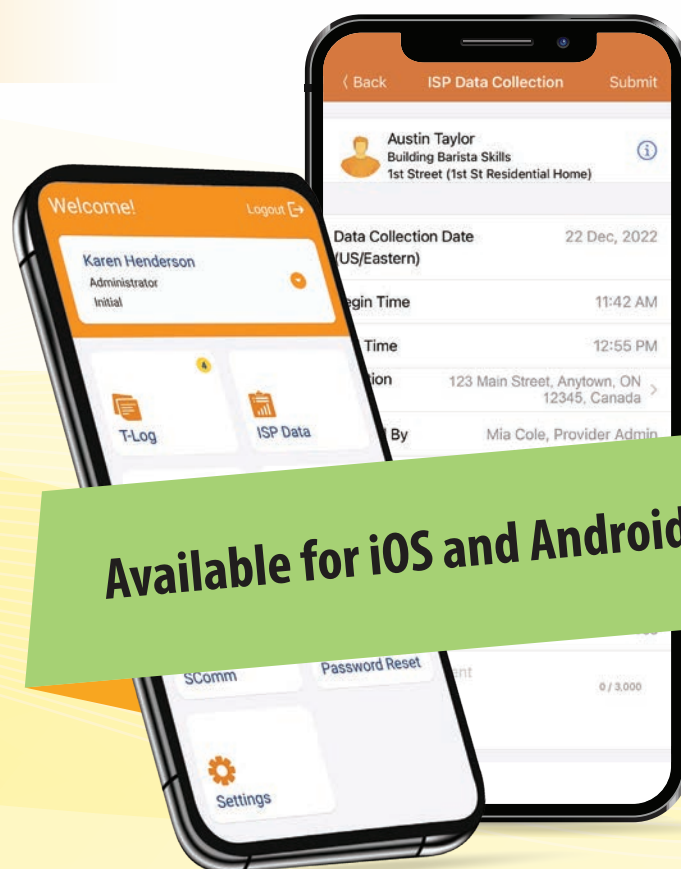 Back
ISP Data Collection
Submit
Austin Taylor
Building Barista Skills
1st Street (1st St Residential Home)
Data Collection Date
22 Dec, 2022
(US/Eastern)
11:42 AM
Time
Time
12:55 PM
123 Main Street, Anytown, ON
12345, Canada
By
Mia Cole, Provider Admin
0 / 3,000
Welcome!
Logout
Karen Henderson
Administrator
Initial
4
T-Log
ISP Data
Available for iOS and Android
SComm
Password Reset
Settings